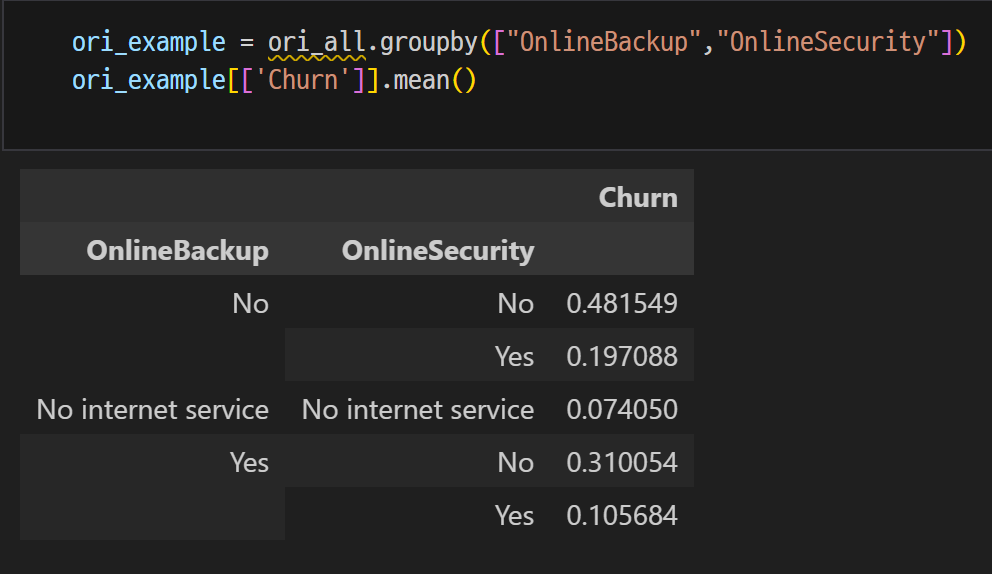 ori_example = ori_all.groupby(["OnlineBackup","OnlineSecurity"])
ori_example[['Churn']].mean()
Churn
OnlineBackup OnlineSecurity
No No 0.481549
Yes 0.197088
No internet service No internet service 0.074050
Yes No 0.310054
Yes 0.105684